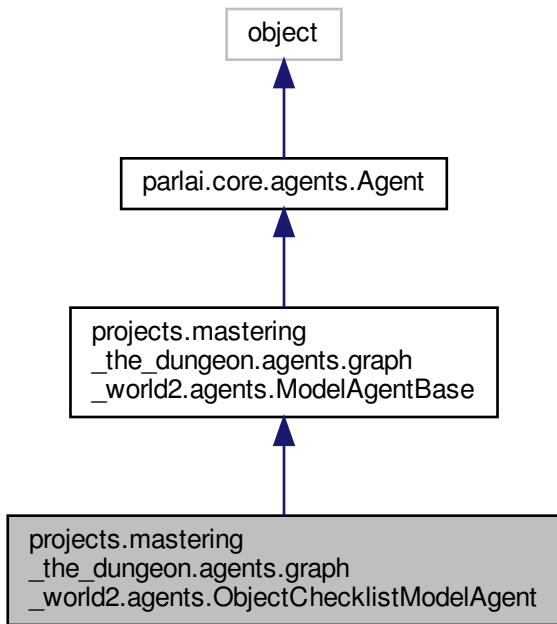 object
parlai.core.agents.Agent
projects.mastering
_the_dungeon.agents.graph
_world2.agents.ModelAgentBase
projects.mastering
_the_dungeon.agents.graph
_world2.agents.ObjectChecklistModelAgent